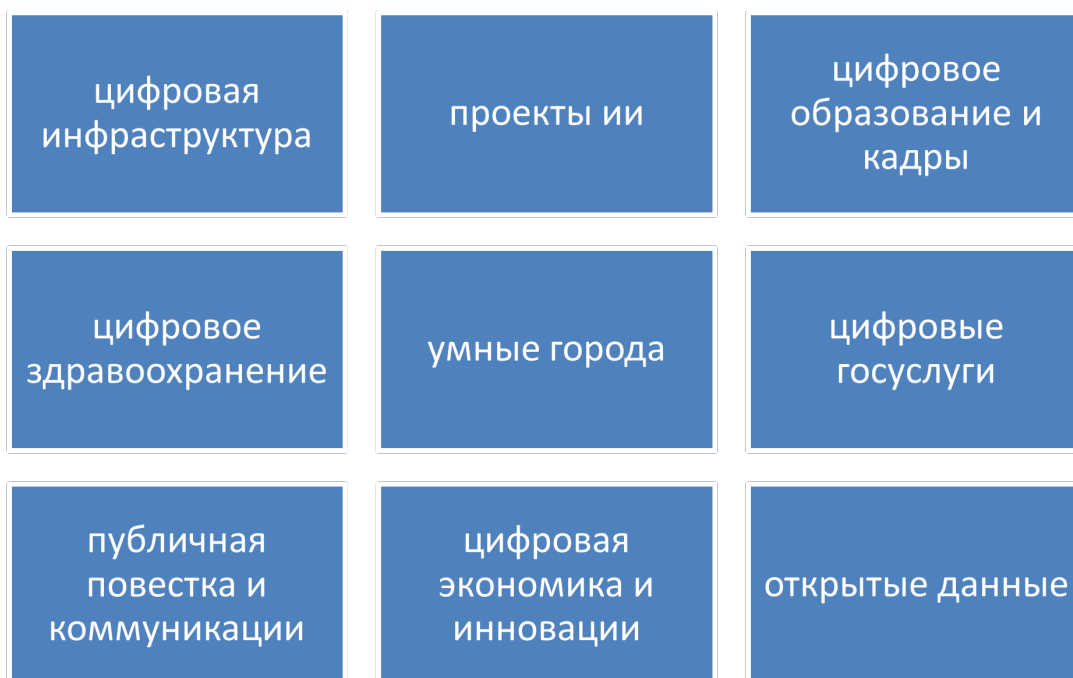 цифровая
инфраструктура
проекты ии
цифровое
образование и
кадры
цифровое
здравоохранение
умные города
цифровые
госуслуги
публичная
повестка и
коммуникации
цифровая
экономика и
инновации
открытые данные